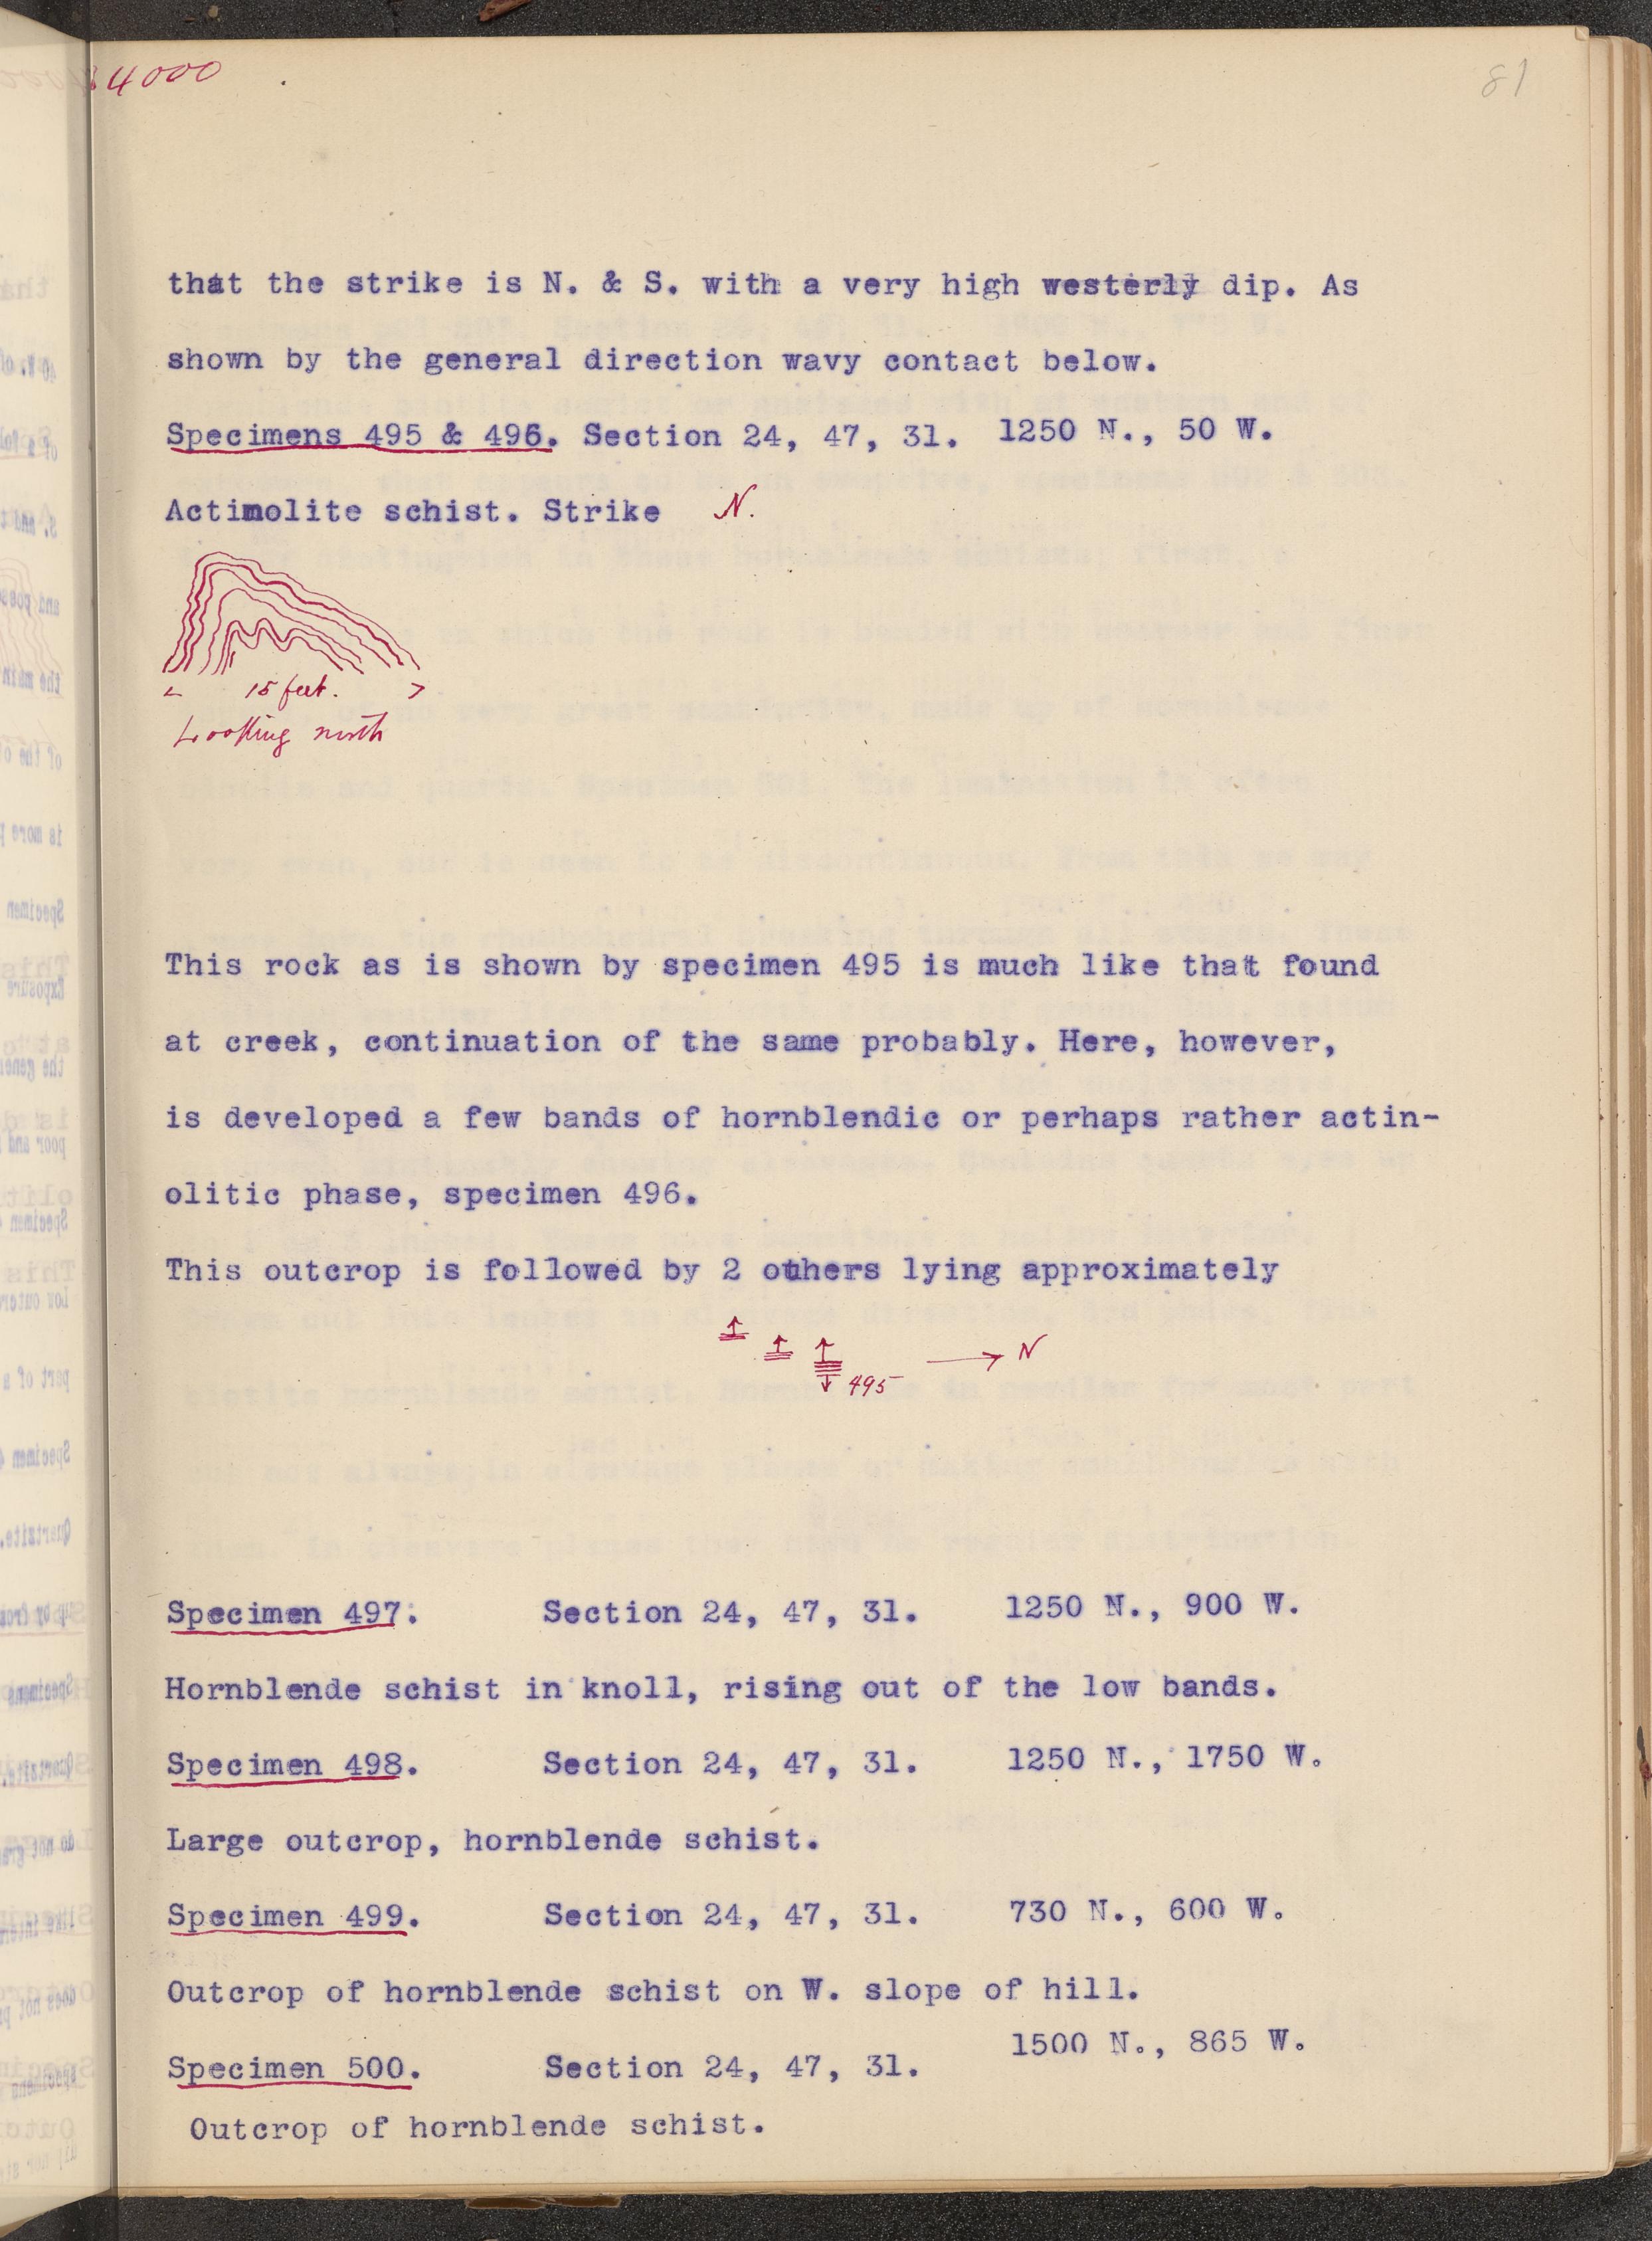 4000
81
that the strike is N. & S. with a very high westerly dip. As
shown by the general direction wavy contact below.
Specimens 495 & 496. Section 24, 47, 31. 1250 N., 50 W.
Actimolite schist. Strike N.
< 15 feet. >
Looking north
This rock as is shown by specimen 495 is much like that found
at creek, continuation of the same probably. Here, however,
is developed a few bands of hornblendic or perhaps rather actin-
olitic phase, specimen 496.
This outcrop is followed by 2 others lying approximately
N
495
Specimen 497. Section 24, 47, 31. 1250 N., 900 W.
Hornblende schist in knoll, rising out of the low bands.
Specimen 498. Section 24, 47, 31. 1250 N., 1750 W.
Large outcrop, hornblende schist.
Specimen 499. Section 24, 47, 31. 730 N., 600 W.
Outcrop of hornblende schist on W. slope of hill.
Specimen 500. Section 24, 47, 31. 1500 N., 865 W.
Outcrop of hornblende schist.